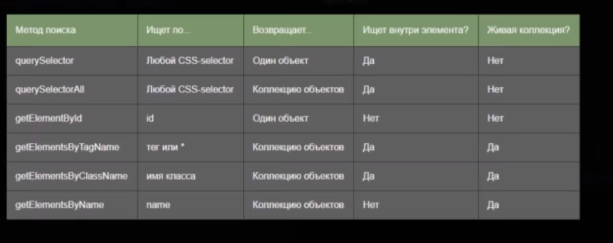 Метод поиска Ищет по... Возвращает... Ищет внутри элемента? Живая коллекция?
querySelector Любой CSS-selector Один объект Да Нет
querySelectorAll Любой CSS-selector Коллекцию объектов Да Нет
getElementById id Один объект Нет Нет
getElementsByTagName тег или * Коллекцию объектов Да Да
getElementsByClassName имя класса Коллекцию объектов Да Да
getElementsByName name Коллекцию объектов Нет Да